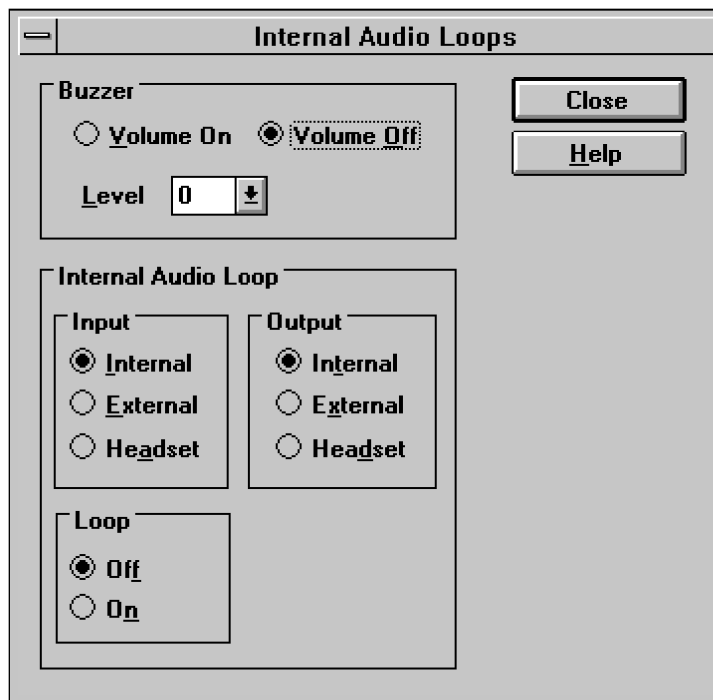 Internal Audio Loops
Buzzer
Volume On Volume Off
Level 0
Close
Help
Internal Audio Loop
Input
Internal
External
Headset
Output
Internal
External
Headset
Loop
Off
On